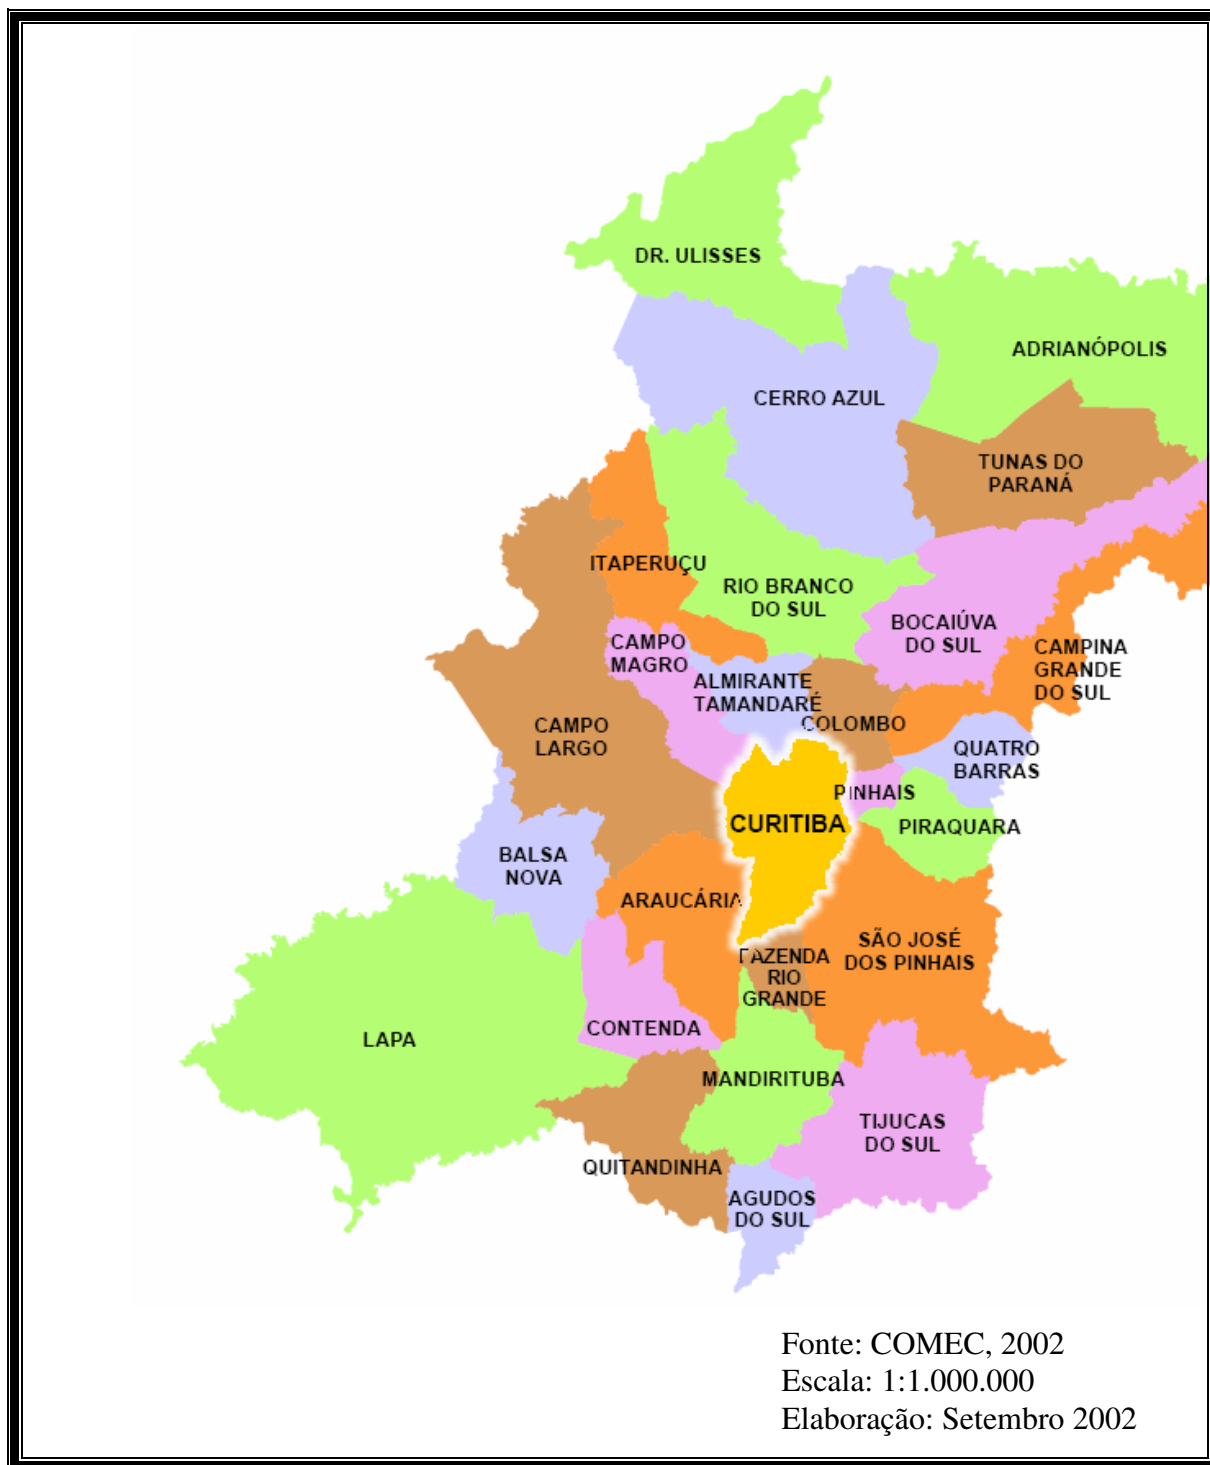 DR. ULISSES
ADRIANÓPOLIS
CERRO AZUL
TUNAS DO
PARANÁ
ITAPERUÇU
RIO BRANCO
DO SUL
BOCAIÚVA
DO SUL
CAMPO
MAGRO
CAMPINA
GRANDE
DO SUL
ALMIRANTE
TAMANDARÉ
COLOMBO
CAMPO
LARGO
QUATRO
BARRAS
PINHAIS
CURITIBA
PIRAQUARA
BALSA
NOVA
ARAUCÁRIA
SÃO JOSÉ
DOS PINHAIS
FAZENDA
RIO
GRANDE
CONTENDA
LAPA
MANDIRITUBA
TIJUCAS
DO SUL
QUITANDINHA
AGUDOS
DO SUL
Fonte: COMEC, 2002
Escala: 1:1.000.000
Elaboração: Setembro 2002